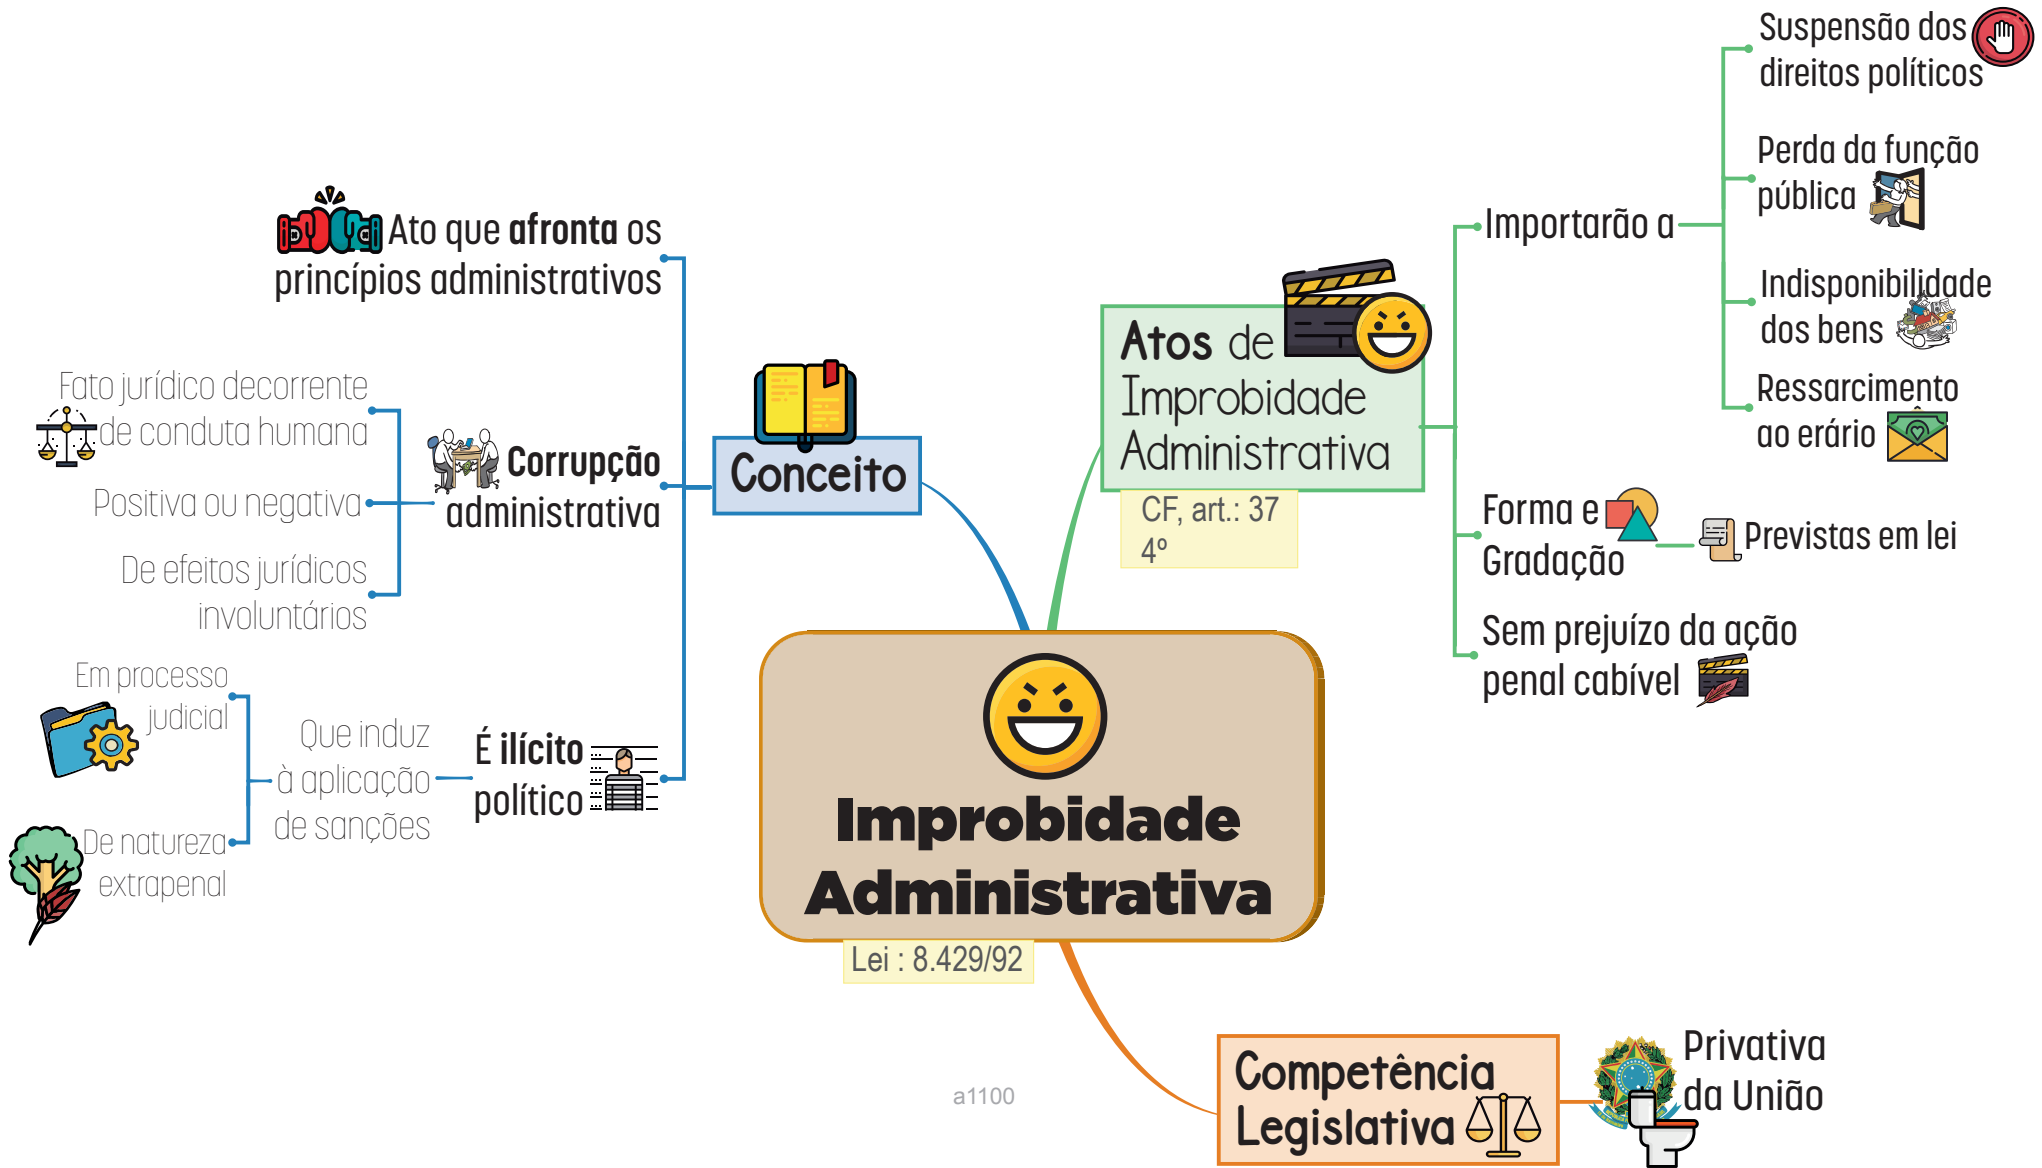 Improbidade
Administrativa
Lei : 8.429/92
Conceito
Ato que afronta os
princípios administrativos
Corrupção
administrativa
Fato jurídico decorrente
de conduta humana
Positiva ou negativa
De efeitos jurídicos
involuntários
É ilícito
político
Que induz
à aplicação
de sanções
Em processo
judicial
De natureza
extrapenal
Atos de
Improbidade
Administrativa
CF, art.: 37
4º
Importarão a
Suspensão dos
direitos políticos
Perda da função
pública
Indisponibilidade
dos bens
Ressarcimento
ao erário
Forma e
Gradação
Previstas em lei
Sem prejuízo da ação
penal cabível
Competência
Legislativa
Privativa
da União
a1100